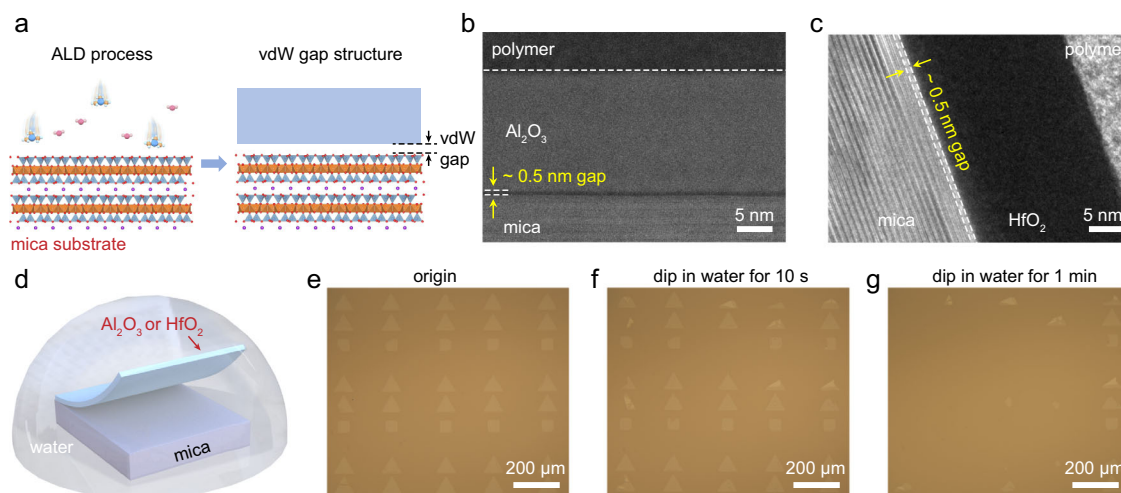 a
ALD process
vdW gap structure
vdW
gap
mica substrate
b
polymer
Al₂O₃
~ 0.5 nm gap
mica
5 nm
c
polymer
~ 0.5 nm gap
mica
HfO₂
5 nm
d
Al₂O₃ or HfO₂
water
mica
e
origin
200 µm
f
dip in water for 10 s
200 µm
g
dip in water for 1 min
200 µm